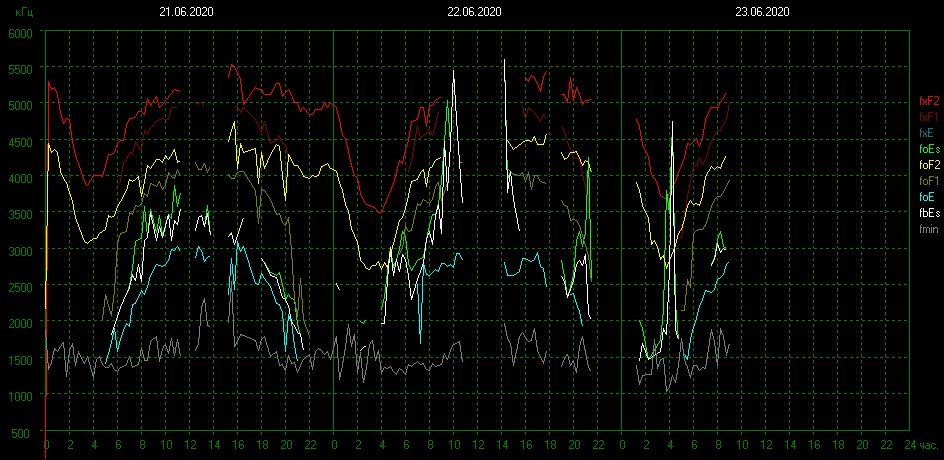 кГц 21.06.2020 22.06.2020 23.06.2020
6000
5500
5000
4500
4000
3500
3000
2500
2000
1500
1000
500
fxF2
fxF1
fxE
foEs
foF2
foF1
foE
fbEs
fmin
0 2 4 6 8 10 12 14 16 18 20 22 0 2 4 6 8 10 12 14 16 18 20 22 0 2 4 6 8 10 12 14 16 18 20 22 24 час.